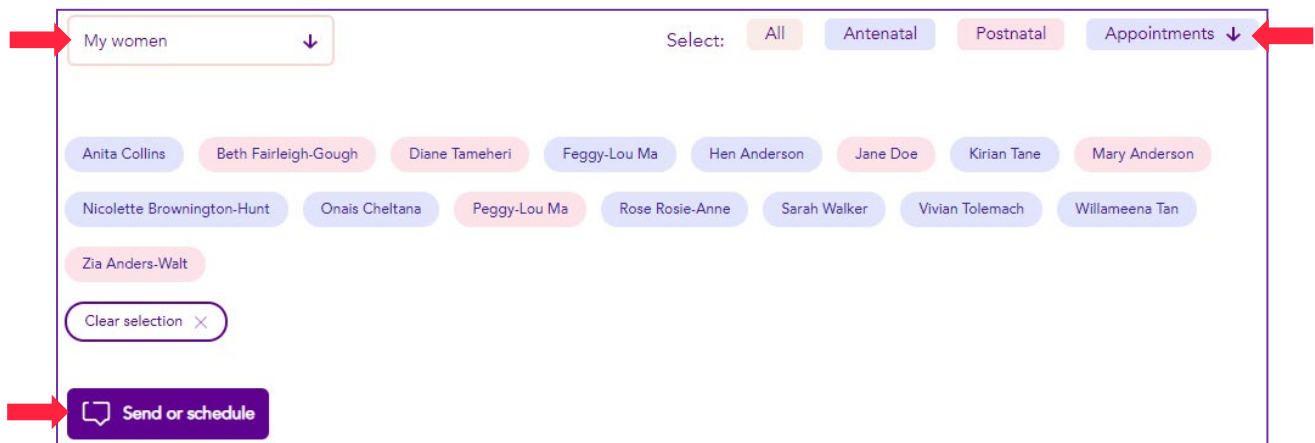 My women
Select: All Antenatal Postnatal Appointments
Anita Collins Beth Fairleigh-Gough Diane Tameheri Feggy-Lou Ma Hen Anderson Jane Doe Kirian Tane Mary Anderson
Nicolette Brownington-Hunt Onais Cheltana Peggy-Lou Ma Rose Rosie-Anne Sarah Walker Vivian Tolemach Willameena Tan
Zia Anders-Walt
Clear selection
Send or schedule